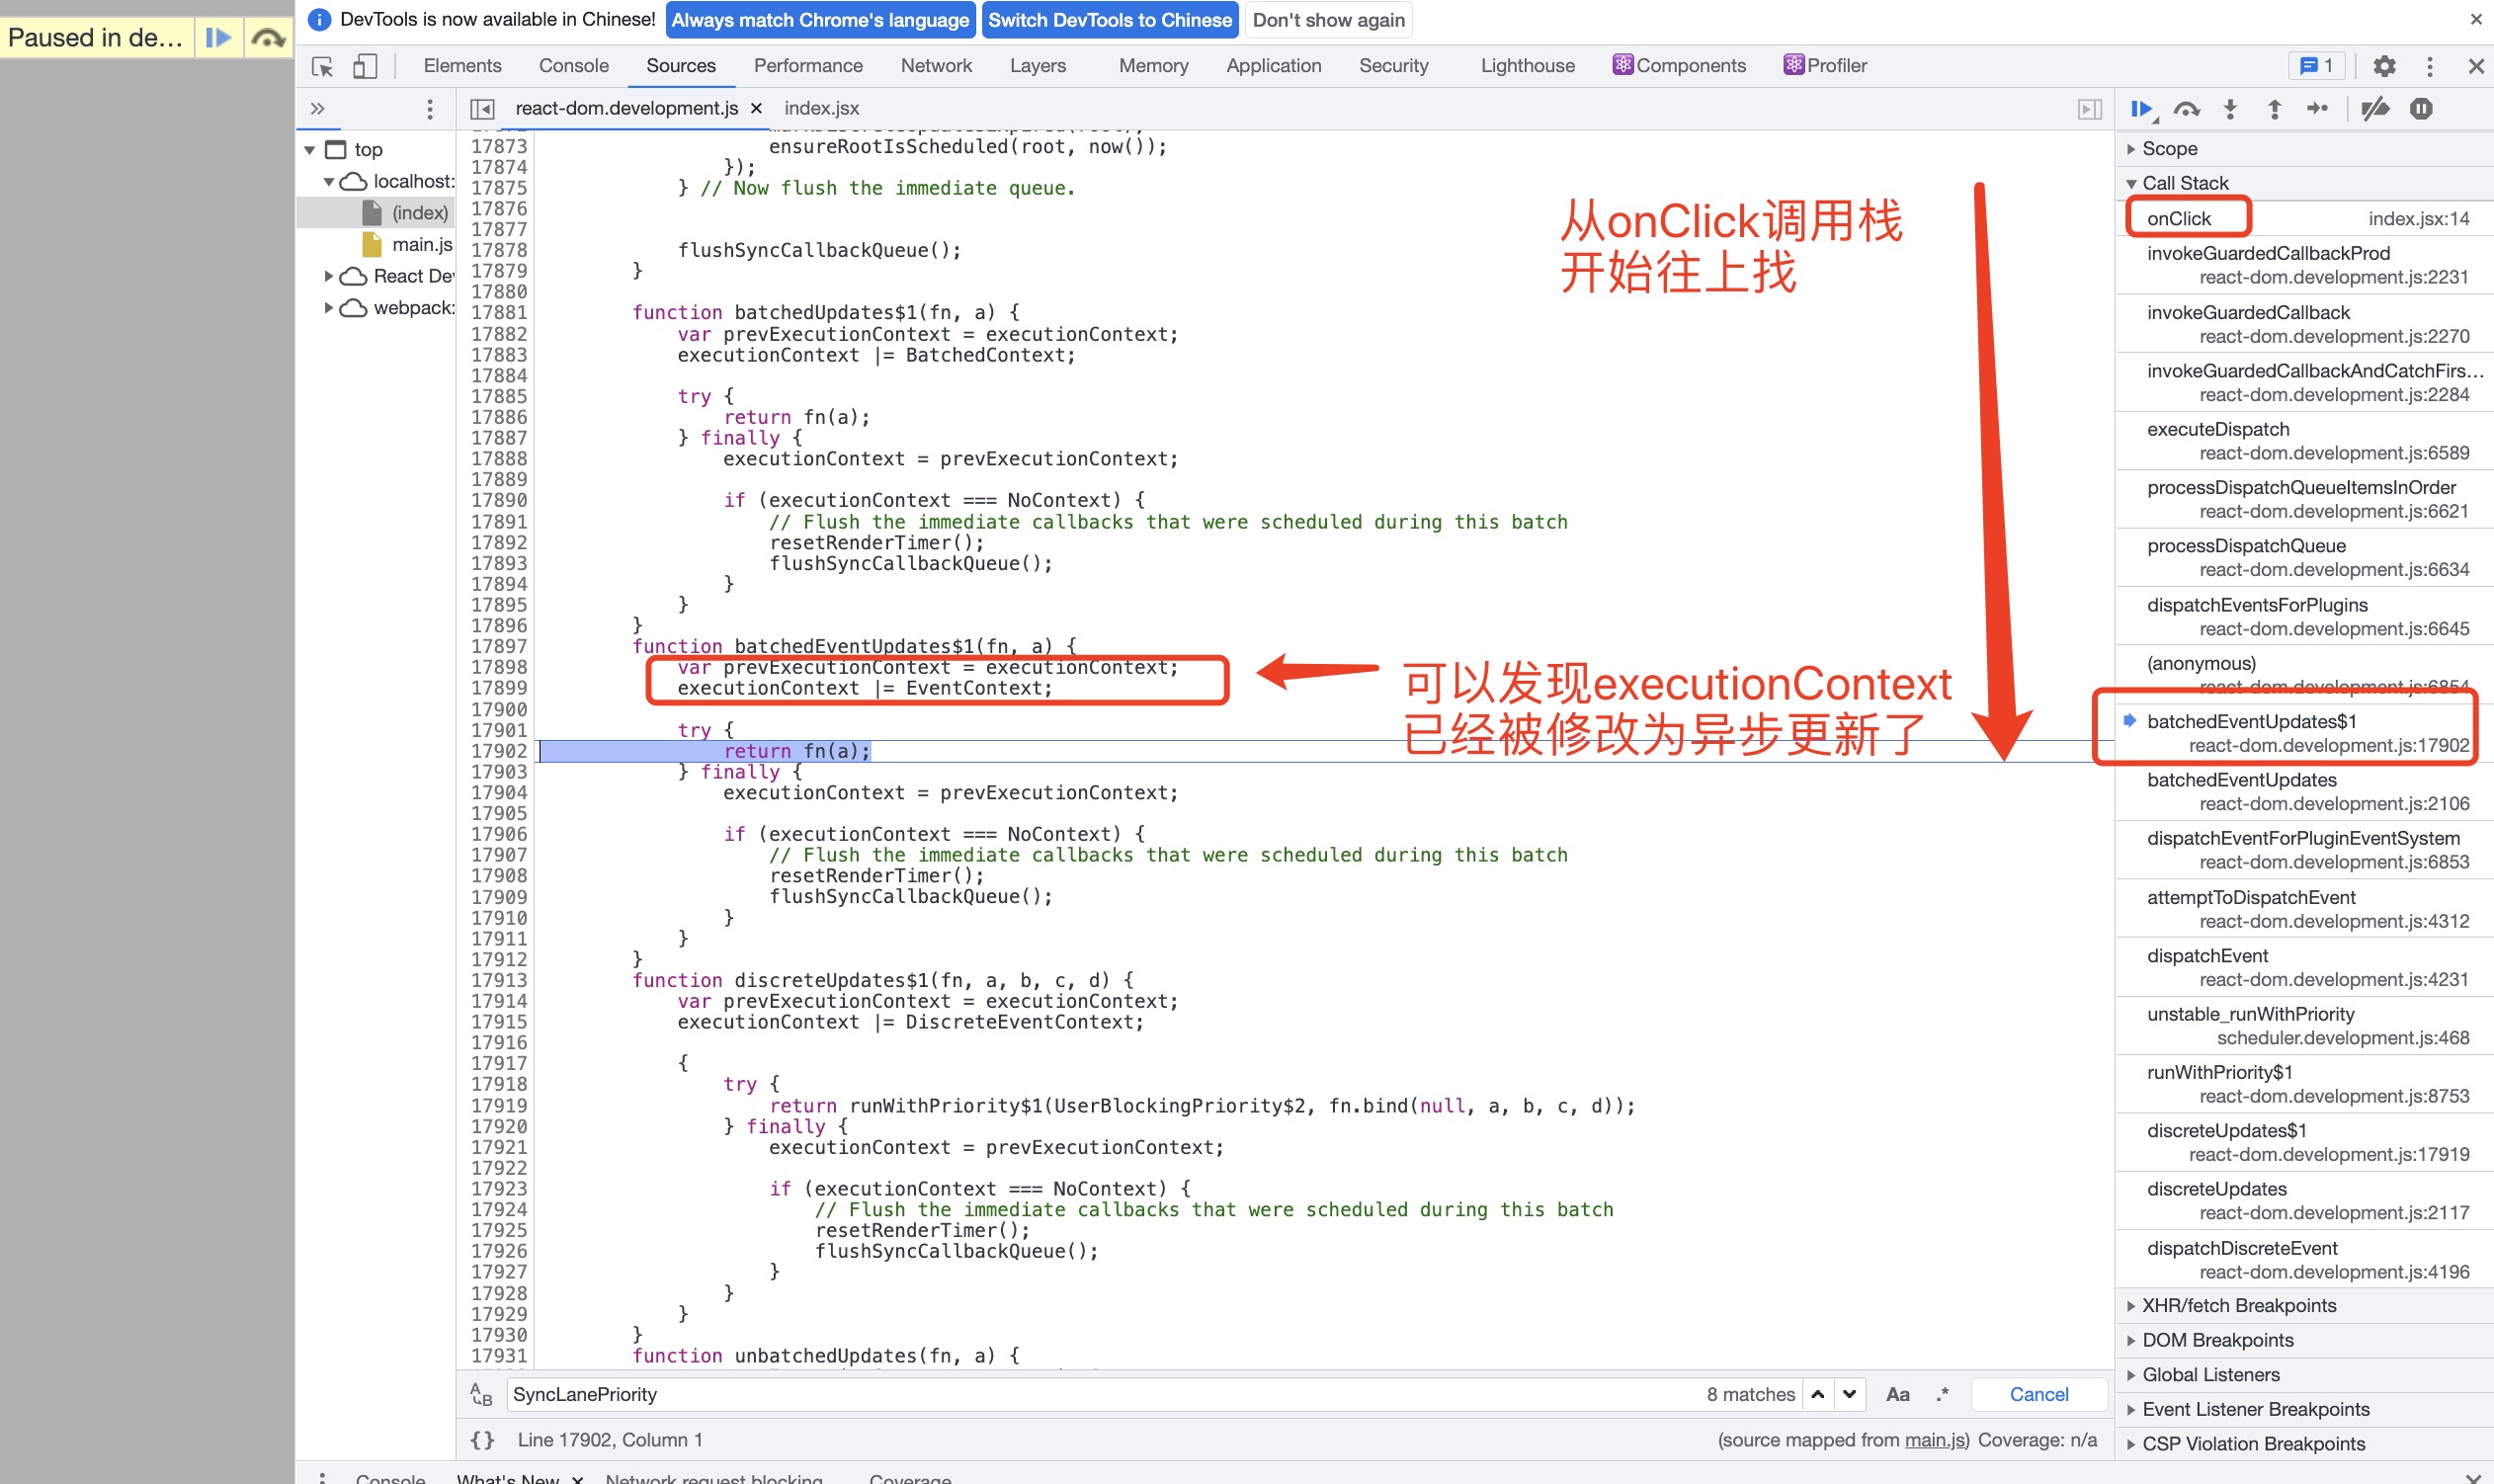 Paused in de...
DevTools is now available in Chinese! Always match Chrome's language Switch DevTools to Chinese Don't show again
Elements Console Sources Performance Network Layers Memory Application Security Lighthouse Components Profiler 1
react-dom.development.js index.jsx
top
localhost:
(index)
main.js
React De
webpack:
17873 ensureRootIsScheduled(root, now());
17874 });
17875 } // Now flush the immediate queue.
17876
17877
17878 flushSyncCallbackQueue();
17879 }
17880
17881 function batchedUpdates$1(fn, a) {
17882 var prevExecutionContext = executionContext;
17883 executionContext |= BatchedContext;
17884
17885 try {
17886 return fn(a);
17887 } finally {
17888 executionContext = prevExecutionContext;
17889
17890 if (executionContext === NoContext) {
17891 // Flush the immediate callbacks that were scheduled during this batch
17892 resetRenderTimer();
17893 flushSyncCallbackQueue();
17894 }
17895 }
17896 }
17897 function batchedEventUpdates$1(fn, a) {
17898 var prevExecutionContext = executionContext;
17899 executionContext |= EventContext;
17900
17901 try {
17902 return fn(a);
17903 } finally {
17904 executionContext = prevExecutionContext;
17905
17906 if (executionContext === NoContext) {
17907 // Flush the immediate callbacks that were scheduled during this batch
17908 resetRenderTimer();
17909 flushSyncCallbackQueue();
17910 }
17911 }
17912 }
17913 function discreteUpdates$1(fn, a, b, c, d) {
17914 var prevExecutionContext = executionContext;
17915 executionContext |= DiscreteEventContext;
17916
17917 {
17918 try {
17919 return runWithPriority$1(UserBlockingPriority$2, fn.bind(null, a, b, c, d));
17920 } finally {
17921 executionContext = prevExecutionContext;
17922
17923 if (executionContext === NoContext) {
17924 // Flush the immediate callbacks that were scheduled during this batch
17925 resetRenderTimer();
17926 flushSyncCallbackQueue();
17927 }
17928 }
17929 }
17930 }
17931 function unbatchedUpdates(fn, a) {
从onClick调用栈
开始往上找
可以发现executionContext
已经被修改为异步更新了
Scope
Call Stack
onClick index.jsx:14
invokeGuardedCallbackProd
react-dom.development.js:2231
invokeGuardedCallback
react-dom.development.js:2270
invokeGuardedCallbackAndCatchFirs...
react-dom.development.js:2284
executeDispatch
react-dom.development.js:6589
processDispatchQueueItemsInOrder
react-dom.development.js:6621
processDispatchQueue
react-dom.development.js:6634
dispatchEventsForPlugins
react-dom.development.js:6645
(anonymous)
react-dom.development.js:6854
batchedEventUpdates$1
react-dom.development.js:17902
batchedEventUpdates
react-dom.development.js:2106
dispatchEventForPluginEventSystem
react-dom.development.js:6853
attemptToDispatchEvent
react-dom.development.js:4312
dispatchEvent
react-dom.development.js:4231
unstable_runWithPriority
scheduler.development.js:468
runWithPriority$1
react-dom.development.js:8753
discreteUpdates$1
react-dom.development.js:17919
discreteUpdates
react-dom.development.js:2117
dispatchDiscreteEvent
react-dom.development.js:4196
XHR/fetch Breakpoints
DOM Breakpoints
Global Listeners
Event Listener Breakpoints
CSP Violation Breakpoints
SyncLanePriority 8 matches Aa .* Cancel
{} Line 17902, Column 1 (source mapped from main.js) Coverage: n/a
Console What's New Network request blocking Coverage